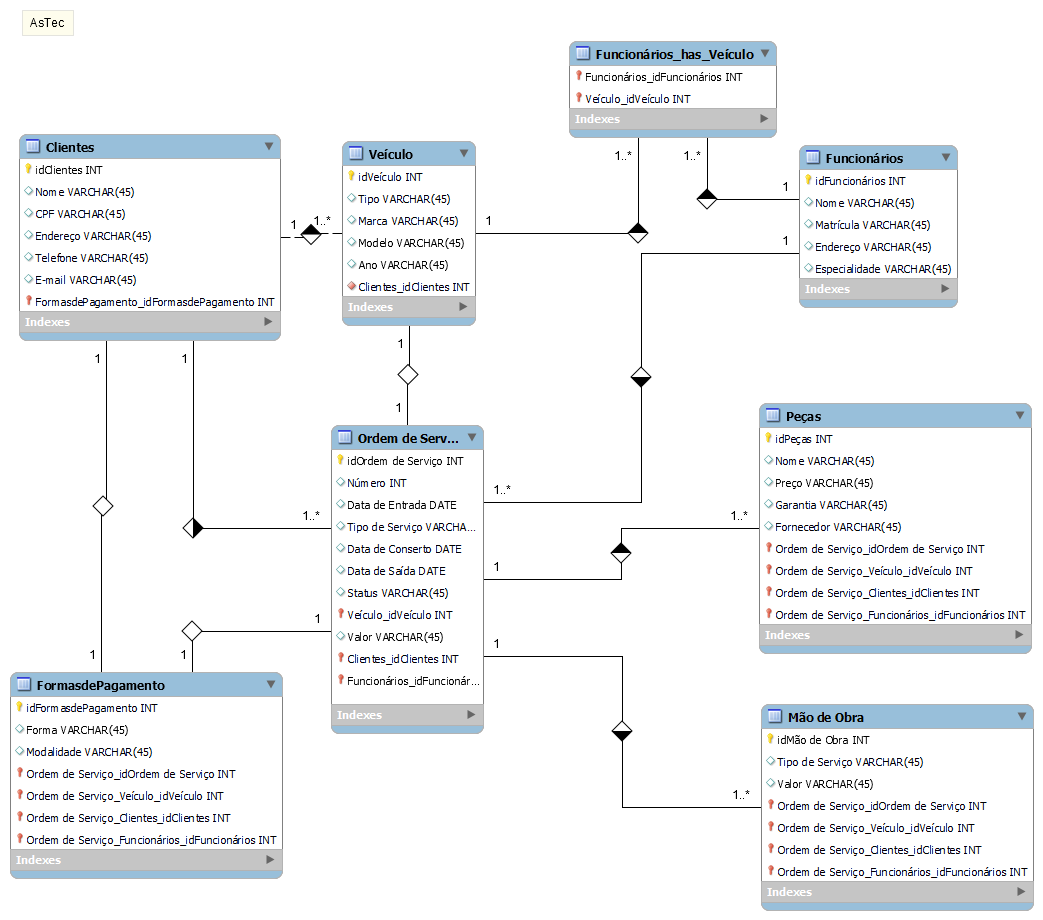 AsTec
Funcionários_has_Veículo
Funcionários_idFuncionários INT
Veículo_idVeículo INT
Indexes
Clientes
idClientes INT
Nome VARCHAR(45)
CPF VARCHAR(45)
Endereço VARCHAR(45)
Telefone VARCHAR(45)
E-mail VARCHAR(45)
FormasdePagamento_idFormasdePagamento INT
Indexes
Veículo
idVeículo INT
Tipo VARCHAR(45)
Marca VARCHAR(45)
Modelo VARCHAR(45)
Ano VARCHAR(45)
Clientes_idClientes INT
Indexes
Funcionários
idFuncionários INT
Nome VARCHAR(45)
Matrícula VARCHAR(45)
Endereço VARCHAR(45)
Especialidade VARCHAR(45)
Indexes
1..*
1..*
1
1
1..*
1
1
1
1
1
1
Ordem de Serv...
idOrdem de Serviço INT
Número INT
Data de Entrada DATE
Tipo de Serviço VARCHA...
Data de Conserto DATE
Data de Saída DATE
Status VARCHAR(45)
Veículo_idVeículo INT
Valor VARCHAR(45)
Clientes_idClientes INT
Funcionários_idFuncionár...
Indexes
1..*
1..*
1..*
1
1
1
1
1
Peças
idPeças INT
Nome VARCHAR(45)
Preço VARCHAR(45)
Garantia VARCHAR(45)
Fornecedor VARCHAR(45)
Ordem de Serviço_idOrdem de Serviço INT
Ordem de Serviço_Veículo_idVeículo INT
Ordem de Serviço_Clientes_idClientes INT
Ordem de Serviço_Funcionários_idFuncionários INT
Indexes
FormasdePagamento
idFormasdePagamento INT
Forma VARCHAR(45)
Modalidade VARCHAR(45)
Ordem de Serviço_idOrdem de Serviço INT
Ordem de Serviço_Veículo_idVeículo INT
Ordem de Serviço_Clientes_idClientes INT
Ordem de Serviço_Funcionários_idFuncionários INT
Indexes
1..*
Mão de Obra
idMão de Obra INT
Tipo de Serviço VARCHAR(45)
Valor VARCHAR(45)
Ordem de Serviço_idOrdem de Serviço INT
Ordem de Serviço_Veículo_idVeículo INT
Ordem de Serviço_Clientes_idClientes INT
Ordem de Serviço_Funcionários_idFuncionários INT
Indexes